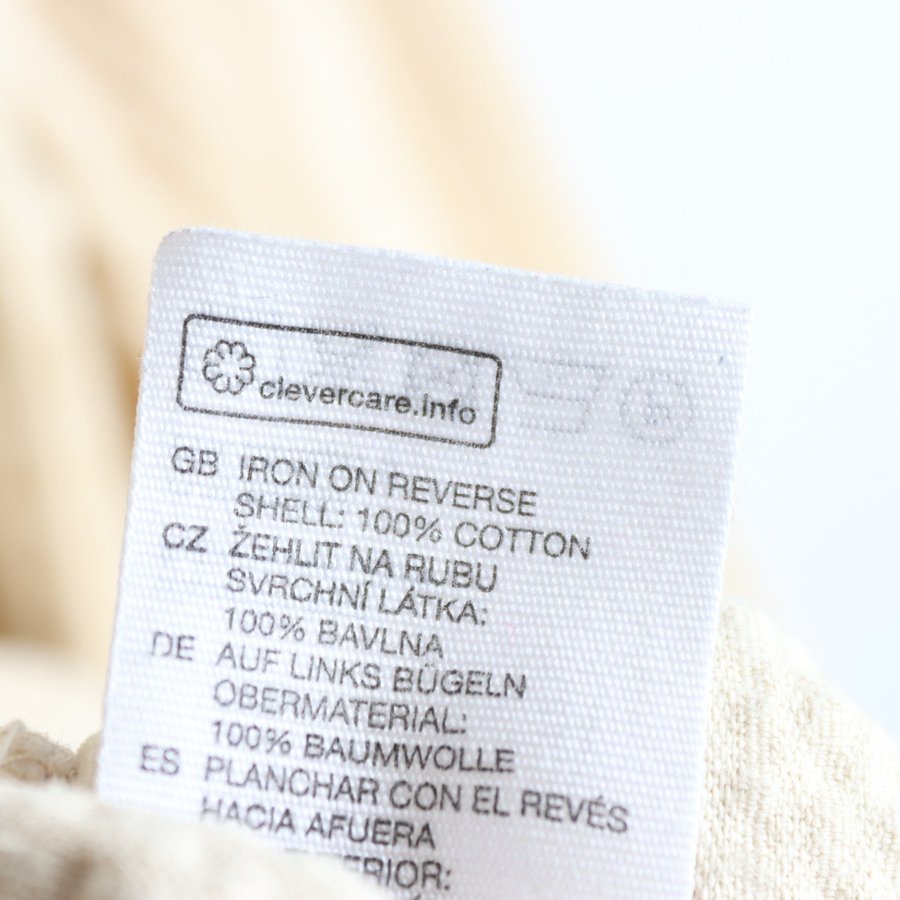 clevercare.info
GB IRON ON REVERSE
SHELL: 100% COTTON
CZ ŽEHLIT NA RUBU
SVRCHNÍ LÁTKA:
100% BAVLNA
DE AUF LINKS BÜGELN
OBERMATERIAL:
100% BAUMWOLLE
ES PLANCHAR CON EL REVÉS
HACIA AFUERA